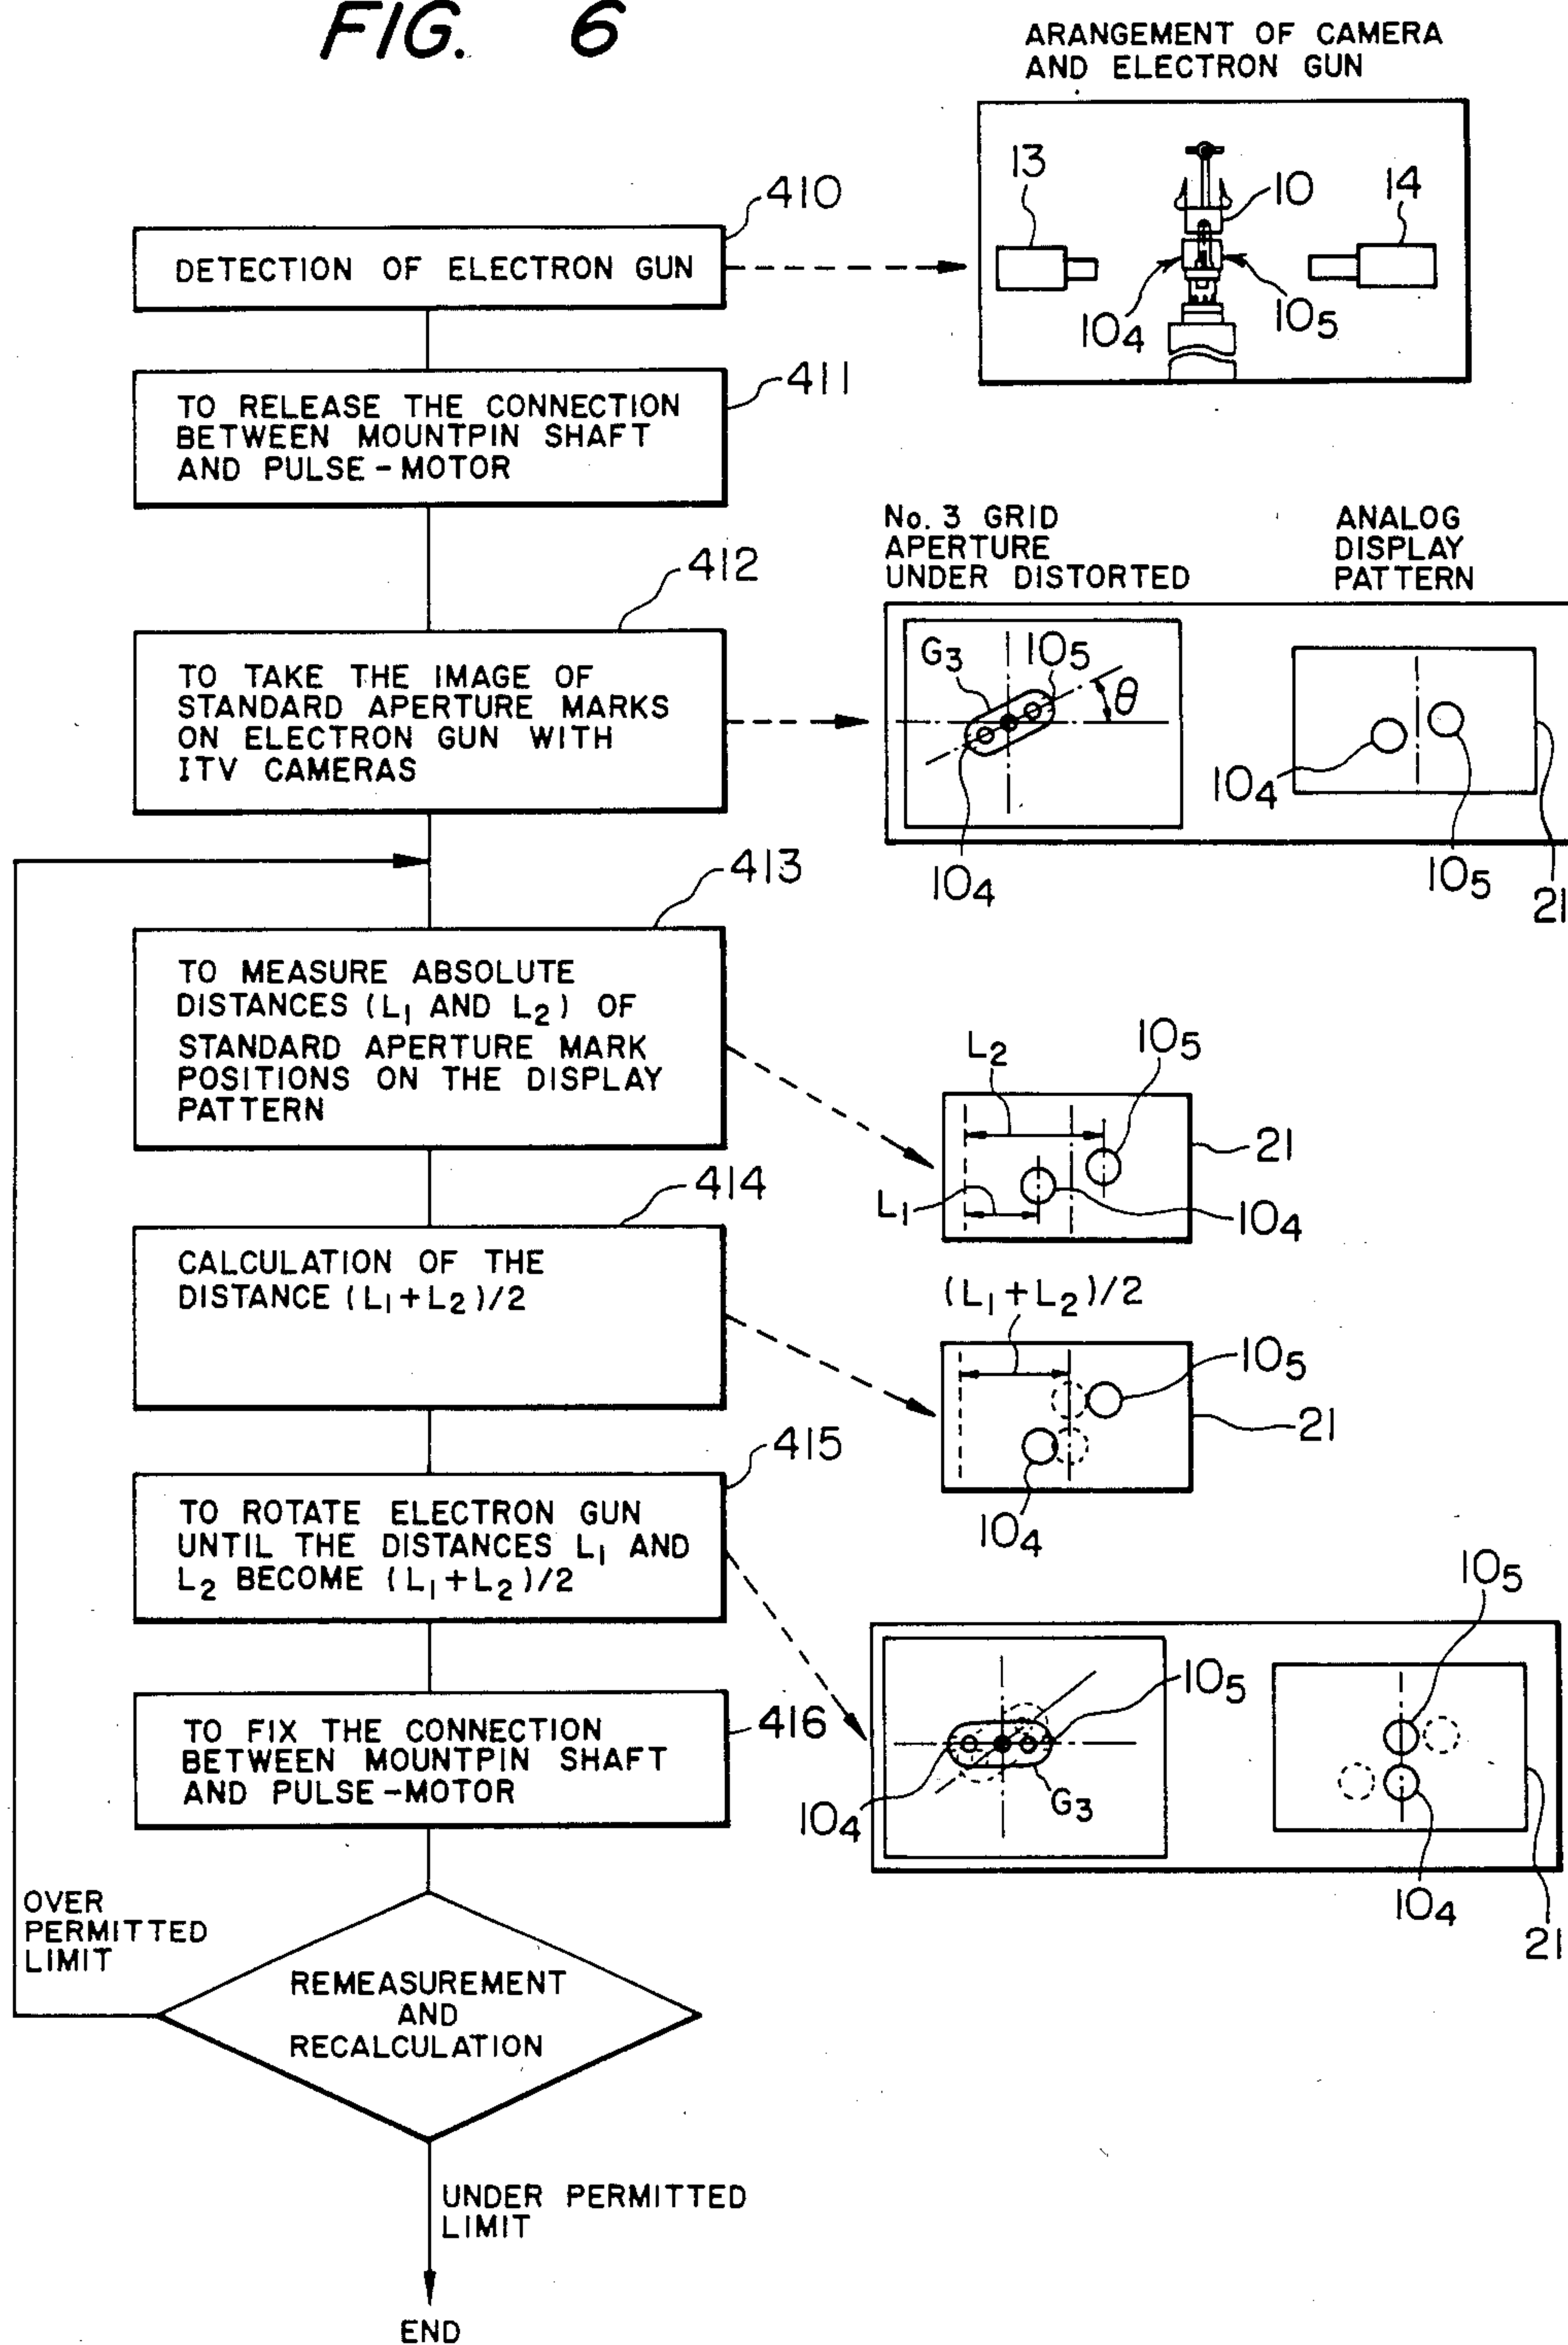 FIG. 6
ARANGEMENT OF CAMERA
AND ELECTRON GUN
13
10
14
10₄
10₅
410
DETECTION OF ELECTRON GUN
411
TO RELEASE THE CONNECTION
BETWEEN MOUNTPIN SHAFT
AND PULSE-MOTOR
412
TO TAKE THE IMAGE OF
STANDARD APERTURE MARKS
ON ELECTRON GUN WITH
ITV CAMERAS
No. 3 GRID
APERTURE
UNDER DISTORTED
ANALOG
DISPLAY
PATTERN
G₃
10₅
θ
10₄
10₄
10₅
21
413
TO MEASURE ABSOLUTE
DISTANCES (L₁ AND L₂) OF
STANDARD APERTURE MARK
POSITIONS ON THE DISPLAY
PATTERN
L₂
10₅
21
L₁
10₄
414
CALCULATION OF THE
DISTANCE (L₁+L₂)/2
(L₁+L₂)/2
10₅
21
10₄
415
TO ROTATE ELECTRON GUN
UNTIL THE DISTANCES L₁ AND
L₂ BECOME (L₁+L₂)/2
10₅
10₄
G₃
10₅
10₄
21
416
TO FIX THE CONNECTION
BETWEEN MOUNTPIN SHAFT
AND PULSE-MOTOR
OVER
PERMITTED
LIMIT
REMEASUREMENT
AND
RECALCULATION
UNDER PERMITTED
LIMIT
END